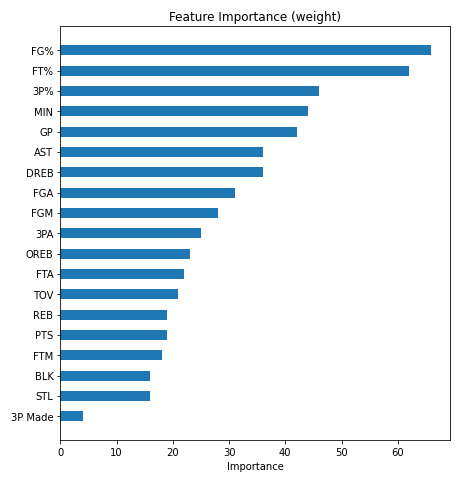 Feature Importance (weight)
FG%
FT%
3P%
MIN
GP
AST
DREB
FGA
FGM
3PA
OREB
FTA
TOV
REB
PTS
FTM
BLK
STL
3P Made
0 10 20 30 40 50 60
Importance